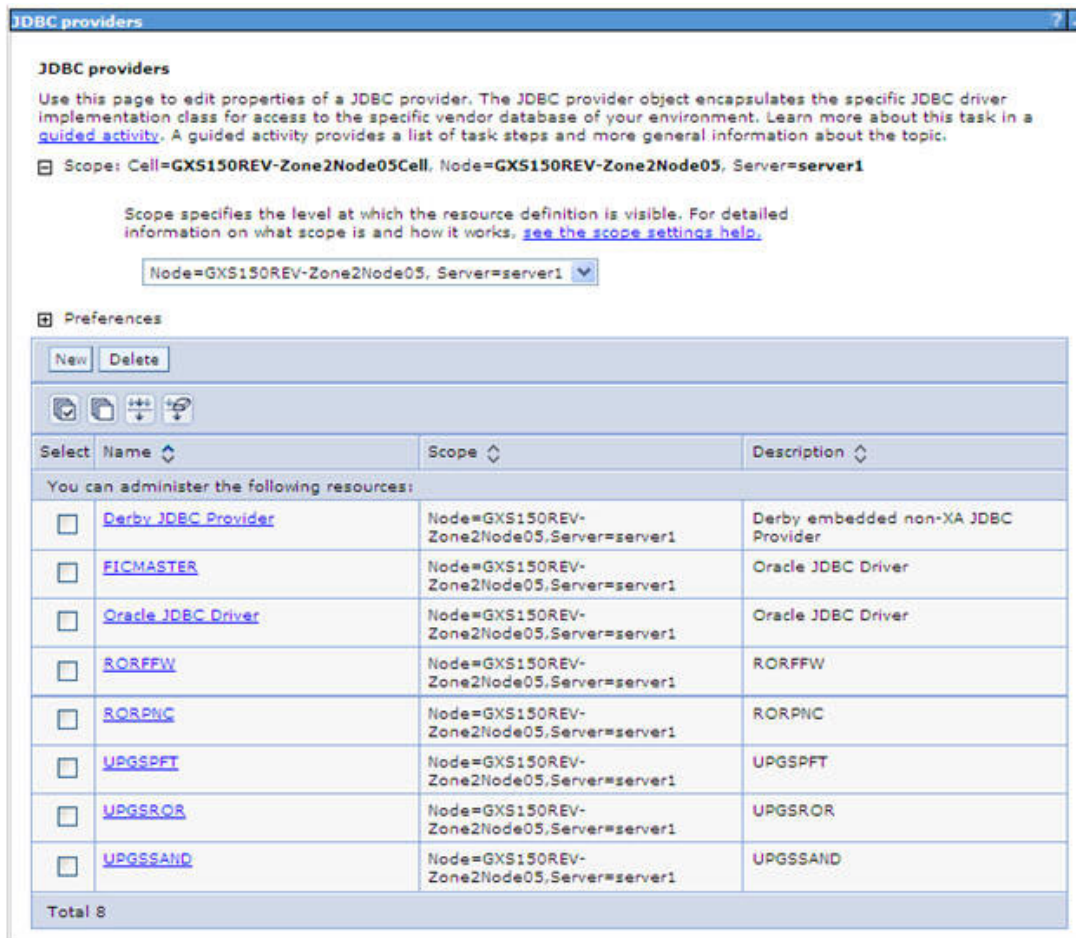 JDBC providers
?
JDBC providers
Use this page to edit properties of a JDBC provider. The JDBC provider object encapsulates the specific JDBC driver
implementation class for access to the specific vendor database of your environment. Learn more about this task in a
guided activity. A guided activity provides a list of task steps and more general information about the topic.
Scope: Cell=GXS150REV-Zone2Node05Cell, Node=GXS150REV-Zone2Node05, Server=server1
Scope specifies the level at which the resource definition is visible. For detailed
information on what scope is and how it works, see the scope settings help.
Node=GXS150REV-Zone2Node05, Server=server1
Preferences
New Delete
Select Name Scope Description
You can administer the following resources:
Derby JDBC Provider Node=GXS150REV- Derby embedded non-XA JDBC
Zone2Node05,Server=server1 Provider
FICMASTER Node=GXS150REV- Oracle JDBC Driver
Zone2Node05,Server=server1
Oracle JDBC Driver Node=GXS150REV- Oracle JDBC Driver
Zone2Node05,Server=server1
RORFFW Node=GXS150REV- RORFFW
Zone2Node05,Server=server1
RORPNC Node=GXS150REV- RORPNC
Zone2Node05,Server=server1
UPGSPFT Node=GXS150REV- UPGSPFT
Zone2Node05,Server=server1
UPGSROR Node=GXS150REV- UPGSROR
Zone2Node05,Server=server1
UPGSSAND Node=GXS150REV- UPGSSAND
Zone2Node05,Server=server1
Total 8